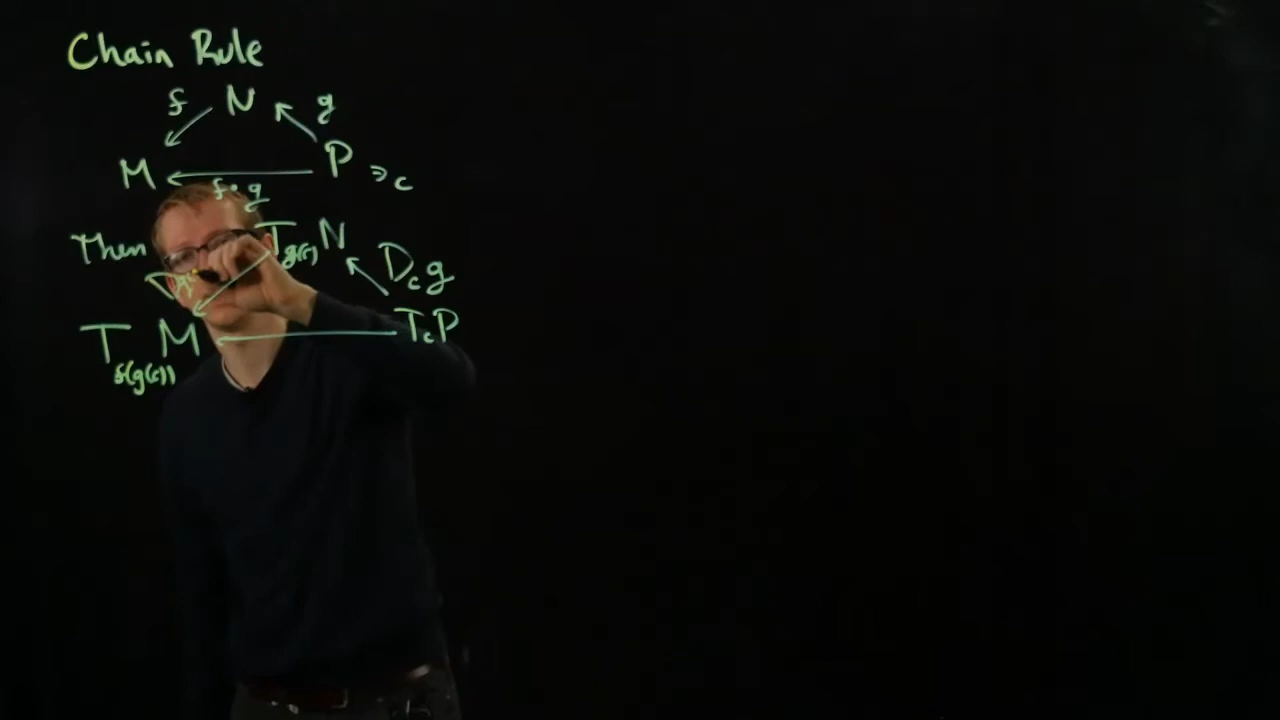 Chain Rule
f N g
M P ∋ c
f∘g
Then T_{g(c)} N
D_c g
T_{f(g(c))} M T_c P